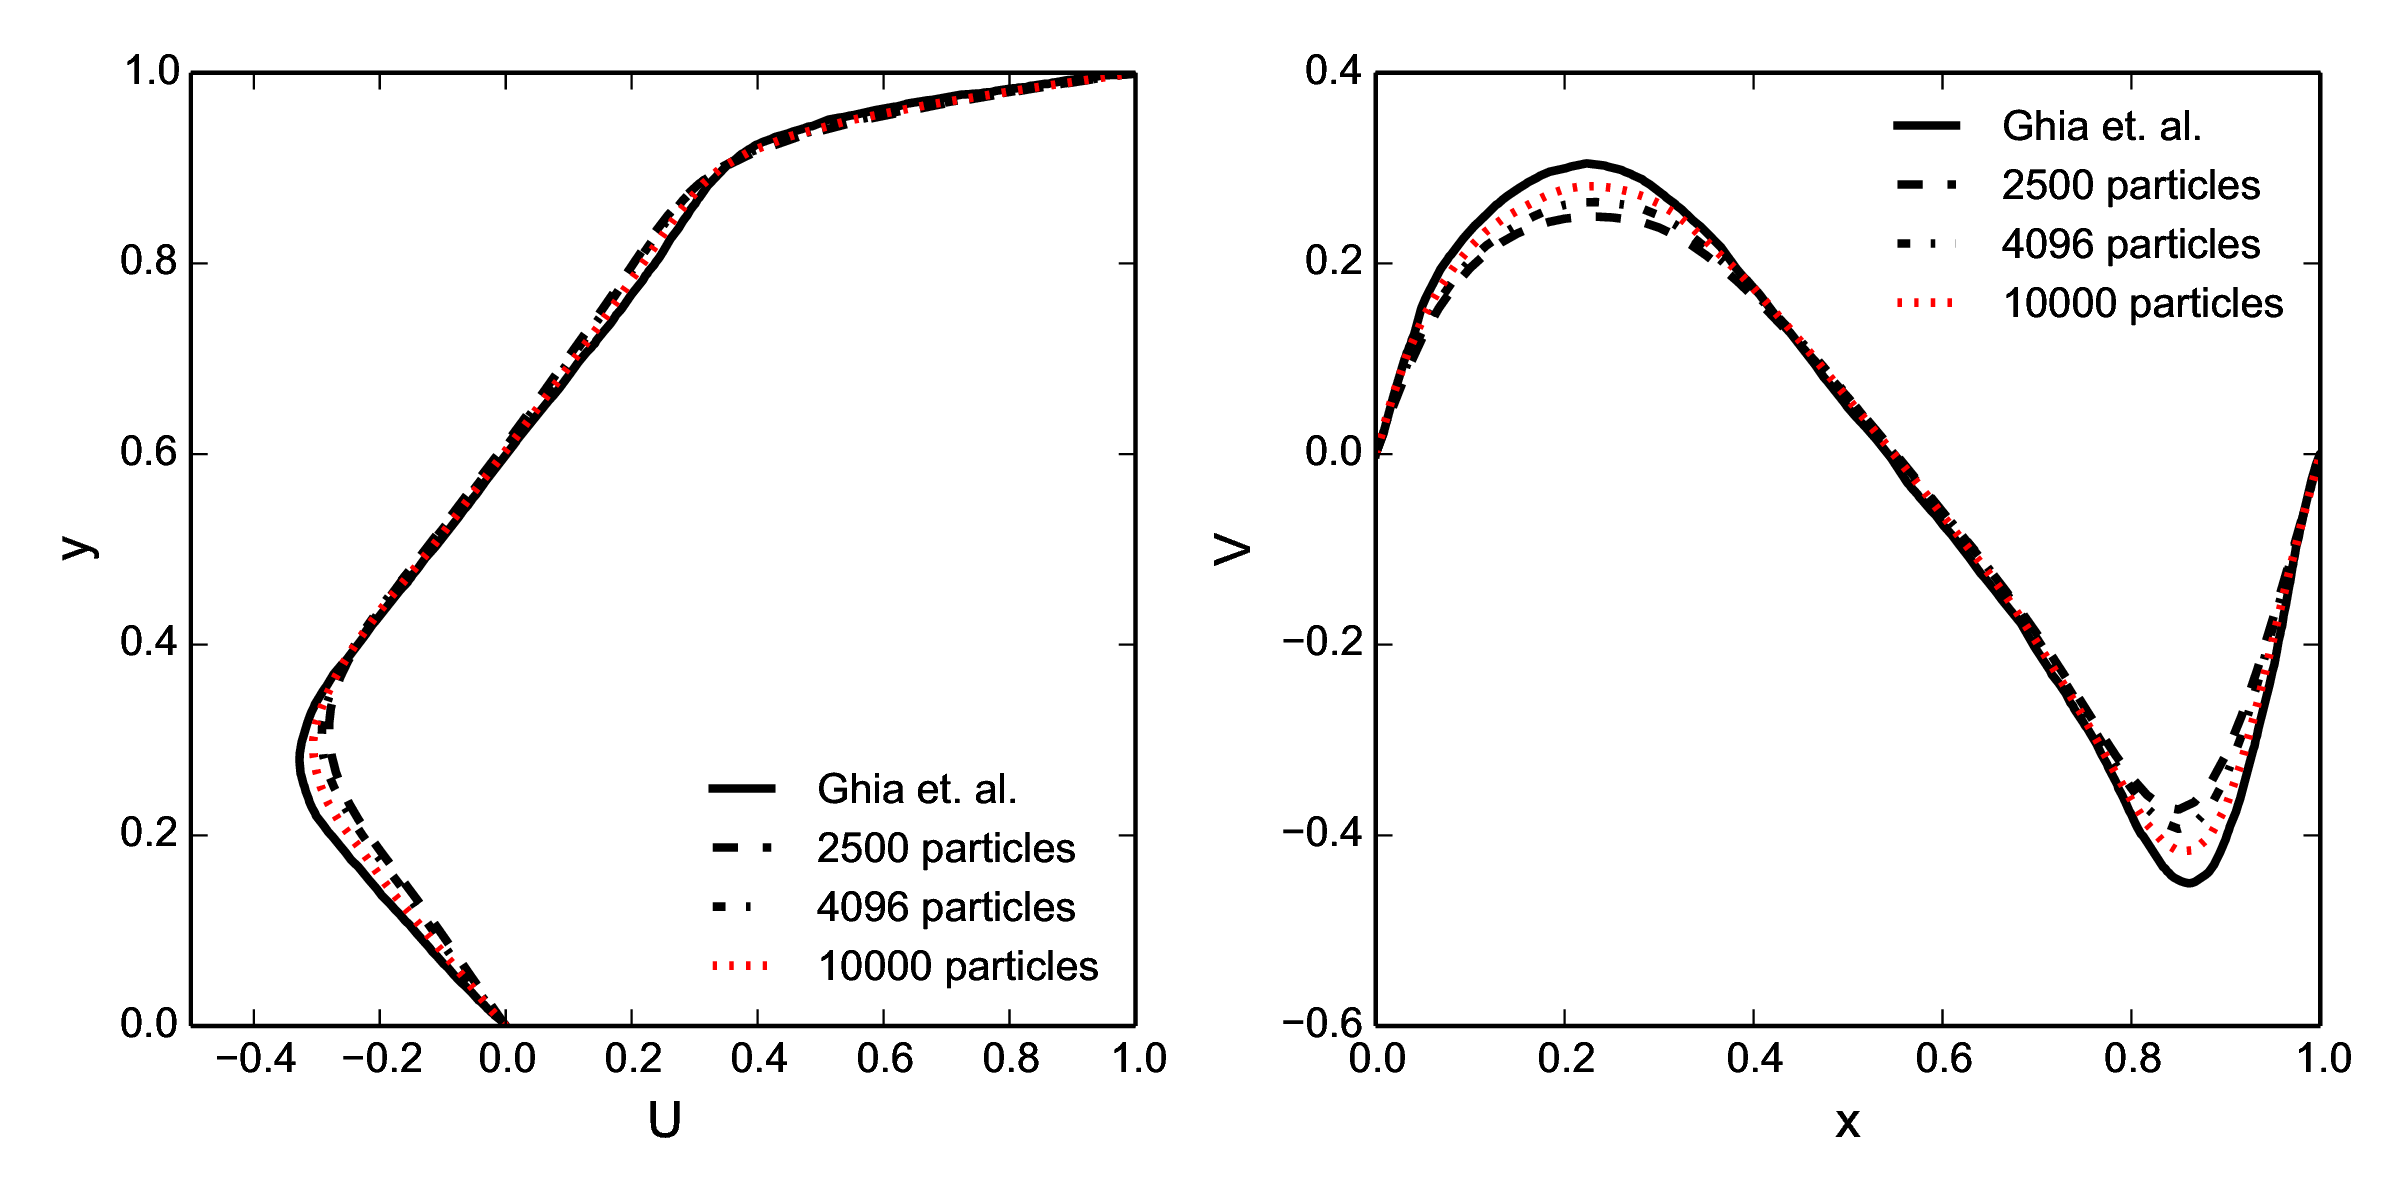 1.0
0.8
0.6
0.4
0.2
0.0
y
−0.4 −0.2 0.0 0.2 0.4 0.6 0.8 1.0
U
Ghia et. al.
2500 particles
4096 particles
10000 particles
0.4
0.2
0.0
−0.2
−0.4
−0.6
V
0.0 0.2 0.4 0.6 0.8 1.0
x
Ghia et. al.
2500 particles
4096 particles
10000 particles